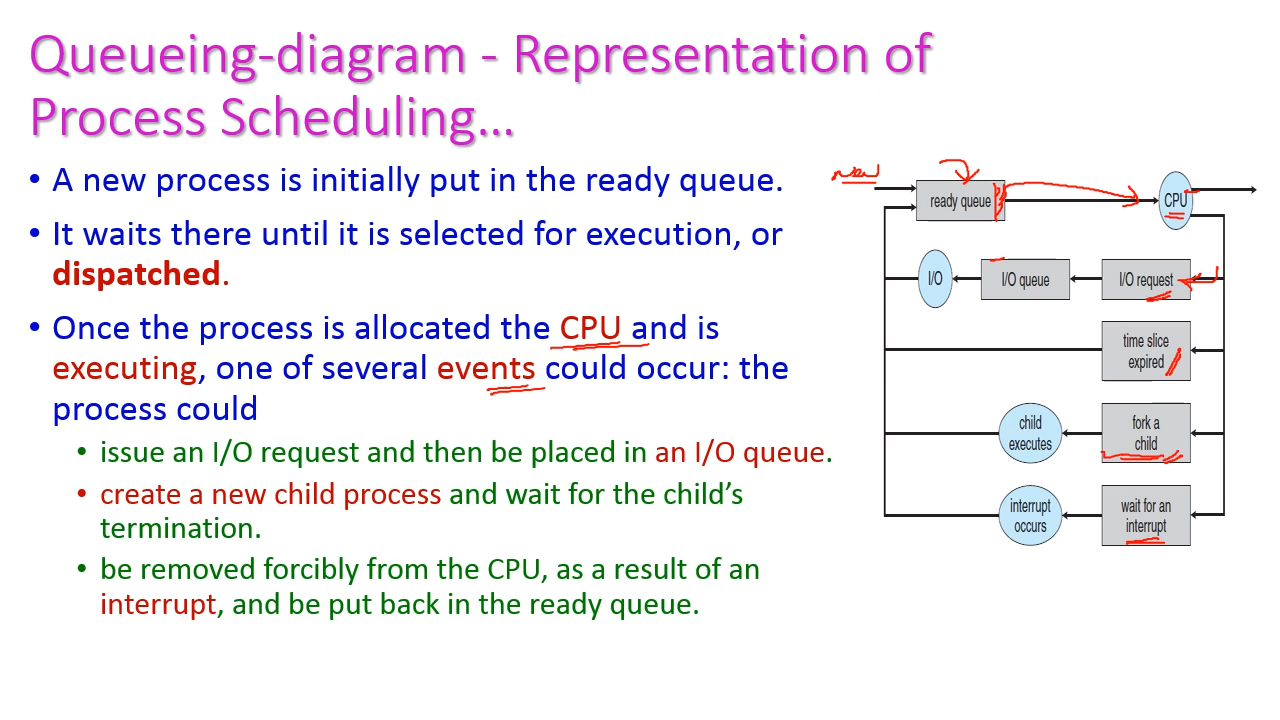 Queueing-diagram - Representation of
Process Scheduling...
• A new process is initially put in the ready queue.
• It waits there until it is selected for execution, or
dispatched.
• Once the process is allocated the CPU and is
executing, one of several events could occur: the
process could
• issue an I/O request and then be placed in an I/O queue.
• create a new child process and wait for the child's
termination.
• be removed forcibly from the CPU, as a result of an
interrupt, and be put back in the ready queue.
new
ready queue
CPU
I/O
I/O queue
I/O request
time slice
expired
child
executes
fork a
child
interrupt
occurs
wait for an
interrupt